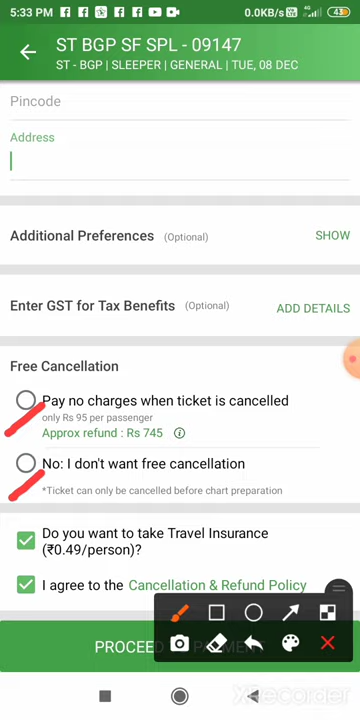 5:33 PM 0.0KB/s 43
ST BGP SF SPL - 09147
ST - BGP | SLEEPER | GENERAL | TUE, 08 DEC
Pincode
Address
Additional Preferences (Optional) SHOW
Enter GST for Tax Benefits (Optional) ADD DETAILS
Free Cancellation
Pay no charges when ticket is cancelled
only Rs 95 per passenger
Approx refund : Rs 745
No: I don't want free cancellation
*Ticket can only be cancelled before chart preparation
Do you want to take Travel Insurance
(₹0.49/person)?
I agree to the Cancellation & Refund Policy
PROCEED TO PAYMENT
XRecorder